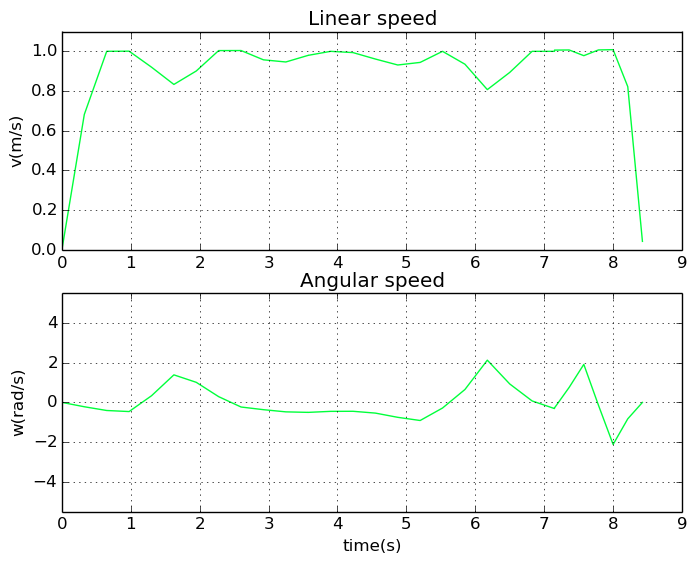 Linear speed
v(m/s)
1.0
0.8
0.6
0.4
0.2
0.0
0 1 2 3 4 5 6 7 8 9
Angular speed
w(rad/s)
4
2
0
−2
−4
0 1 2 3 4 5 6 7 8 9
time(s)